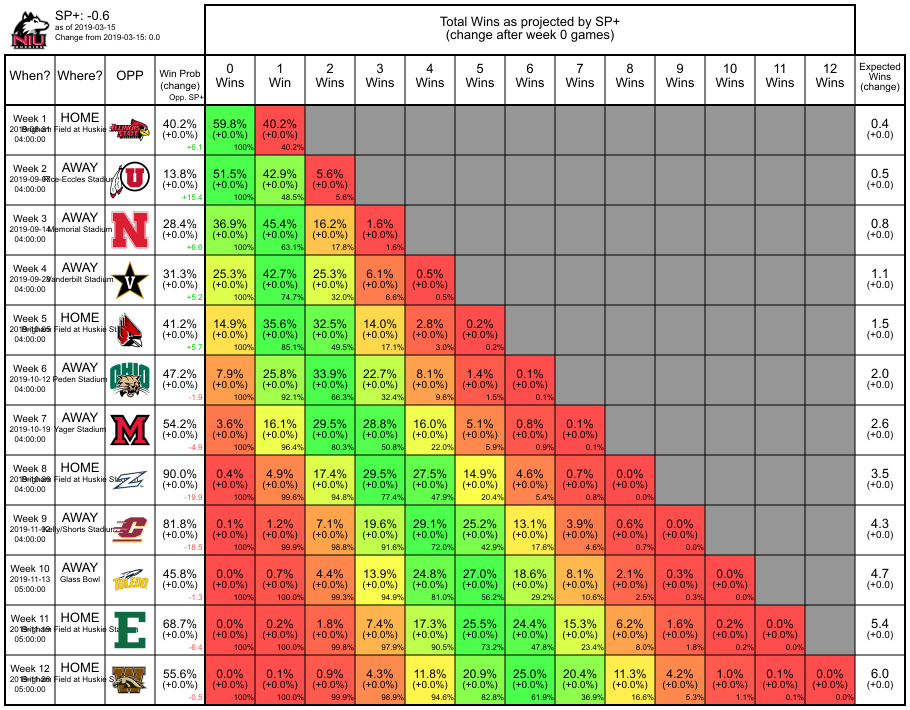 NIU
HUSKIES
SP+: -0.6
as of 2019-03-15
Change from 2019-03-15: 0.0
Total Wins as projected by SP+
(change after week 0 games)
When? Where? OPP Win Prob (change) Opp. SP+ 0 Wins 1 Win 2 Wins 3 Wins 4 Wins 5 Wins 6 Wins 7 Wins 8 Wins 9 Wins 10 Wins 11 Wins 12 Wins Expected Wins (change)
Week 1 HOME 40.2% 59.8% 40.2% 0.4
04:00:00 (+0.0%) (+0.0%) (+0.0%) (+0.0)
+6.1 100% 40.2%
Week 2 AWAY 13.8% 51.5% 42.9% 5.6% 0.5
04:00:00 (+0.0%) (+0.0%) (+0.0%) (+0.0%) (+0.0)
+15.4 100% 48.5% 5.6%
Week 3 AWAY 28.4% 36.9% 45.4% 16.2% 1.6% 0.8
Memorial Stadium (+0.0%) (+0.0%) (+0.0%) (+0.0%) (+0.0%) (+0.0)
04:00:00 +6.6 100% 63.1% 17.8% 1.6%
Week 4 AWAY 31.3% 25.3% 42.7% 25.3% 6.1% 0.5% 1.1
Vanderbilt Stadium (+0.0%) (+0.0%) (+0.0%) (+0.0%) (+0.0%) (+0.0%) (+0.0)
04:00:00 +5.2 100% 74.7% 32.0% 6.6% 0.5%
Week 5 HOME 41.2% 14.9% 35.6% 32.5% 14.0% 2.8% 0.2% 1.5
04:00:00 (+0.0%) (+0.0%) (+0.0%) (+0.0%) (+0.0%) (+0.0%) (+0.0%) (+0.0)
+5.7 100% 85.1% 49.5% 17.1% 3.0% 0.2%
Week 6 AWAY OHIO 47.2% 7.9% 25.8% 33.9% 22.7% 8.1% 1.4% 0.1% 2.0
2019-10-12 Peden Stadium (+0.0%) (+0.0%) (+0.0%) (+0.0%) (+0.0%) (+0.0%) (+0.0%) (+0.0%) (+0.0)
04:00:00 -1.9 100% 92.1% 66.3% 32.4% 9.6% 1.5% 0.1%
Week 7 AWAY M 54.2% 3.6% 16.1% 29.5% 28.8% 16.0% 5.1% 0.8% 0.1% 2.6
2019-10-19 Yager Stadium (+0.0%) (+0.0%) (+0.0%) (+0.0%) (+0.0%) (+0.0%) (+0.0%) (+0.0%) (+0.0%) (+0.0)
04:00:00 -4.9 100% 96.4% 80.3% 50.8% 22.0% 5.9% 0.9% 0.1%
Week 8 HOME 90.0% 0.4% 4.9% 17.4% 29.5% 27.5% 14.9% 4.6% 0.7% 0.0% 3.5
04:00:00 (+0.0%) (+0.0%) (+0.0%) (+0.0%) (+0.0%) (+0.0%) (+0.0%) (+0.0%) (+0.0%) (+0.0%) (+0.0)
-19.9 100% 99.6% 94.8% 77.4% 47.9% 20.4% 5.4% 0.8% 0.0%
Week 9 AWAY C 81.8% 0.1% 1.2% 7.1% 19.6% 29.1% 25.2% 13.1% 3.9% 0.6% 0.0% 4.3
Kelly/Shorts Stadium (+0.0%) (+0.0%) (+0.0%) (+0.0%) (+0.0%) (+0.0%) (+0.0%) (+0.0%) (+0.0%) (+0.0%) (+0.0%) (+0.0)
04:00:00 -18.5 100% 99.9% 98.8% 91.6% 72.0% 42.9% 17.6% 4.6% 0.7% 0.0%
Week 10 AWAY TOLEDO 45.8% 0.0% 0.7% 4.4% 13.9% 24.8% 27.0% 18.6% 8.1% 2.1% 0.3% 0.0% 4.7
2019-11-13 Glass Bowl (+0.0%) (+0.0%) (+0.0%) (+0.0%) (+0.0%) (+0.0%) (+0.0%) (+0.0%) (+0.0%) (+0.0%) (+0.0%) (+0.0%) (+0.0)
05:00:00 -1.3 100% 100.0% 99.3% 94.9% 81.0% 56.2% 29.2% 10.6% 2.5% 0.3% 0.0%
Week 11 HOME E 68.7% 0.0% 0.2% 1.8% 7.4% 17.3% 25.5% 24.4% 15.3% 6.2% 1.6% 0.2% 0.0% 5.4
05:00:00 (+0.0%) (+0.0%) (+0.0%) (+0.0%) (+0.0%) (+0.0%) (+0.0%) (+0.0%) (+0.0%) (+0.0%) (+0.0%) (+0.0%) (+0.0%) (+0.0)
-6.4 100% 100.0% 99.8% 97.9% 90.5% 73.2% 47.8% 23.4% 8.0% 1.8% 0.2% 0.0%
Week 12 HOME W 55.6% 0.0% 0.1% 0.9% 4.3% 11.8% 20.9% 25.0% 20.4% 11.3% 4.2% 1.0% 0.1% 0.0% 6.0
05:00:00 (+0.0%) (+0.0%) (+0.0%) (+0.0%) (+0.0%) (+0.0%) (+0.0%) (+0.0%) (+0.0%) (+0.0%) (+0.0%) (+0.0%) (+0.0%) (+0.0%) (+0.0)
-0.5 100% 100.0% 99.9% 98.9% 94.6% 82.8% 61.9% 36.9% 16.6% 5.3% 1.1% 0.1% 0.0%